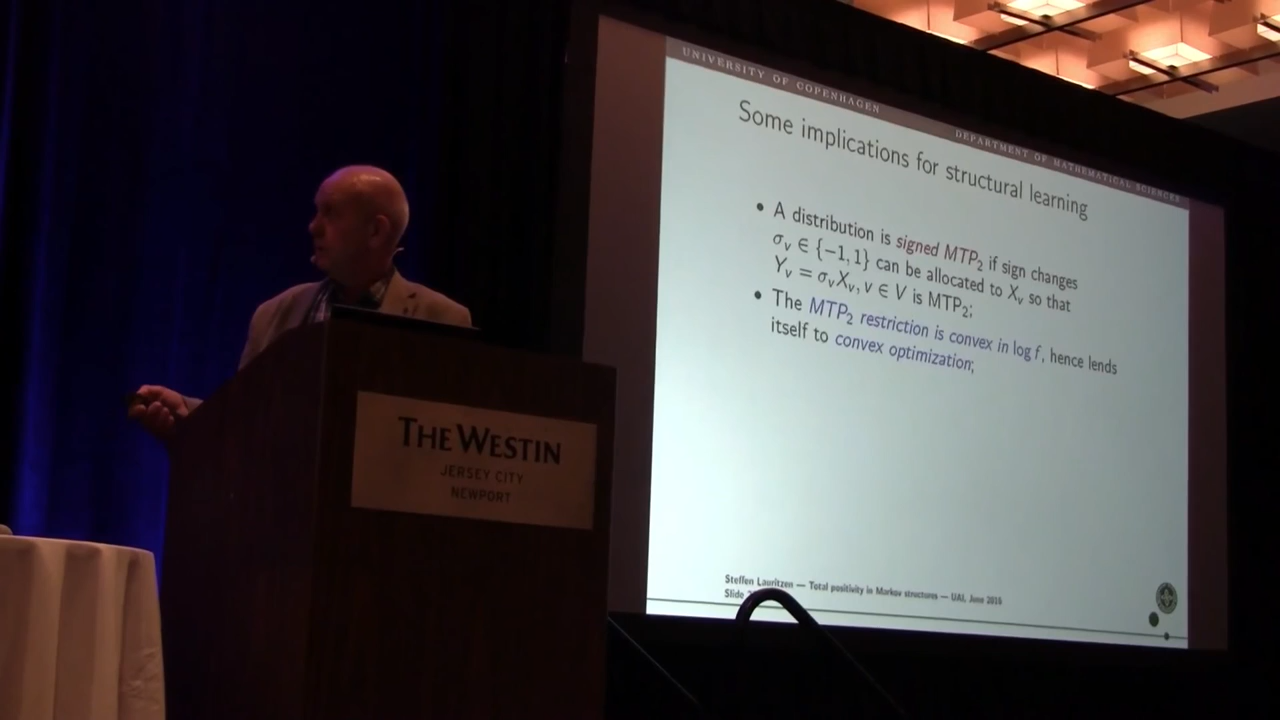 UNIVERSITY OF COPENHAGEN
DEPARTMENT OF MATHEMATICAL SCIENCES
Some implications for structural learning
• A distribution is signed MTP₂ if sign changes
σᵥ ∈ {−1, 1} can be allocated to Xᵥ so that
Yᵥ = σᵥXᵥ, v ∈ V is MTP₂;
• The MTP₂ restriction is convex in log f, hence lends
itself to convex optimization;
Steffen Lauritzen — Total positivity in Markov structures — UAI, June 2016
Slide
THE WESTIN
JERSEY CITY
NEWPORT